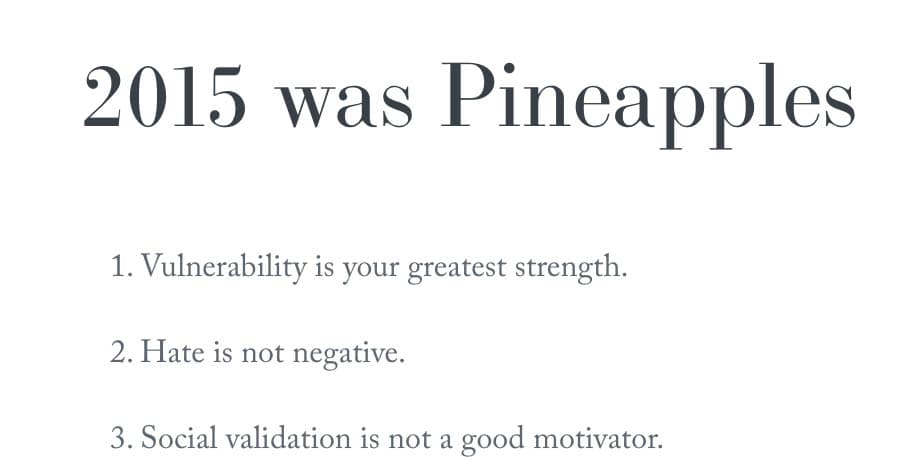 2015 was Pineapples
1. Vulnerability is your greatest strength.
2. Hate is not negative.
3. Social validation is not a good motivator.